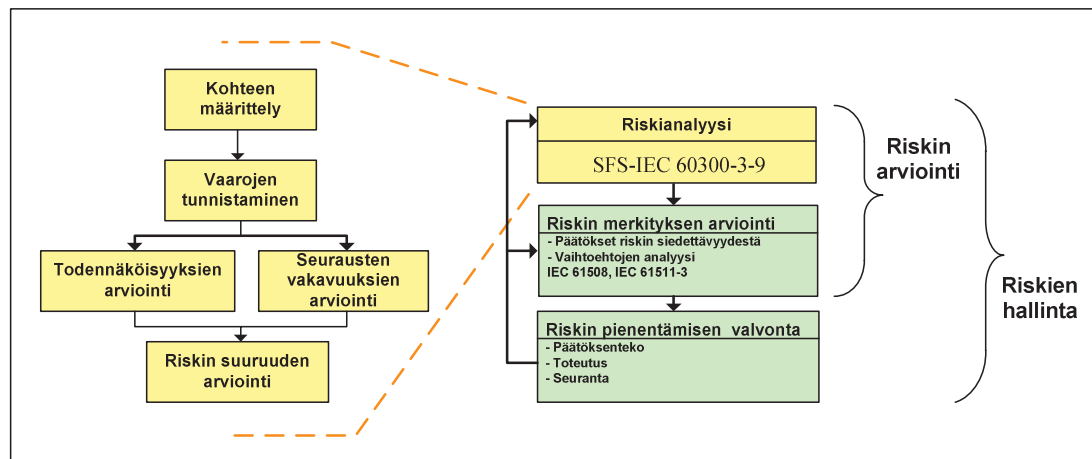 Kohteen
määrittely
Vaarojen
tunnistaminen
Todennäköisyyksien
arviointi
Seurausten
vakavuuksien
arviointi
Riskin suuruuden
arviointi
Riskianalyysi
SFS-IEC 60300-3-9
Riskin merkityksen arviointi
- Päätökset riskin siedettävyydestä
- Vaihtoehtojen analyysi
IEC 61508, IEC 61511-3
Riskin pienentämisen valvonta
- Päätöksenteko
- Toteutus
- Seuranta
Riskin
arviointi
Riskien
hallinta